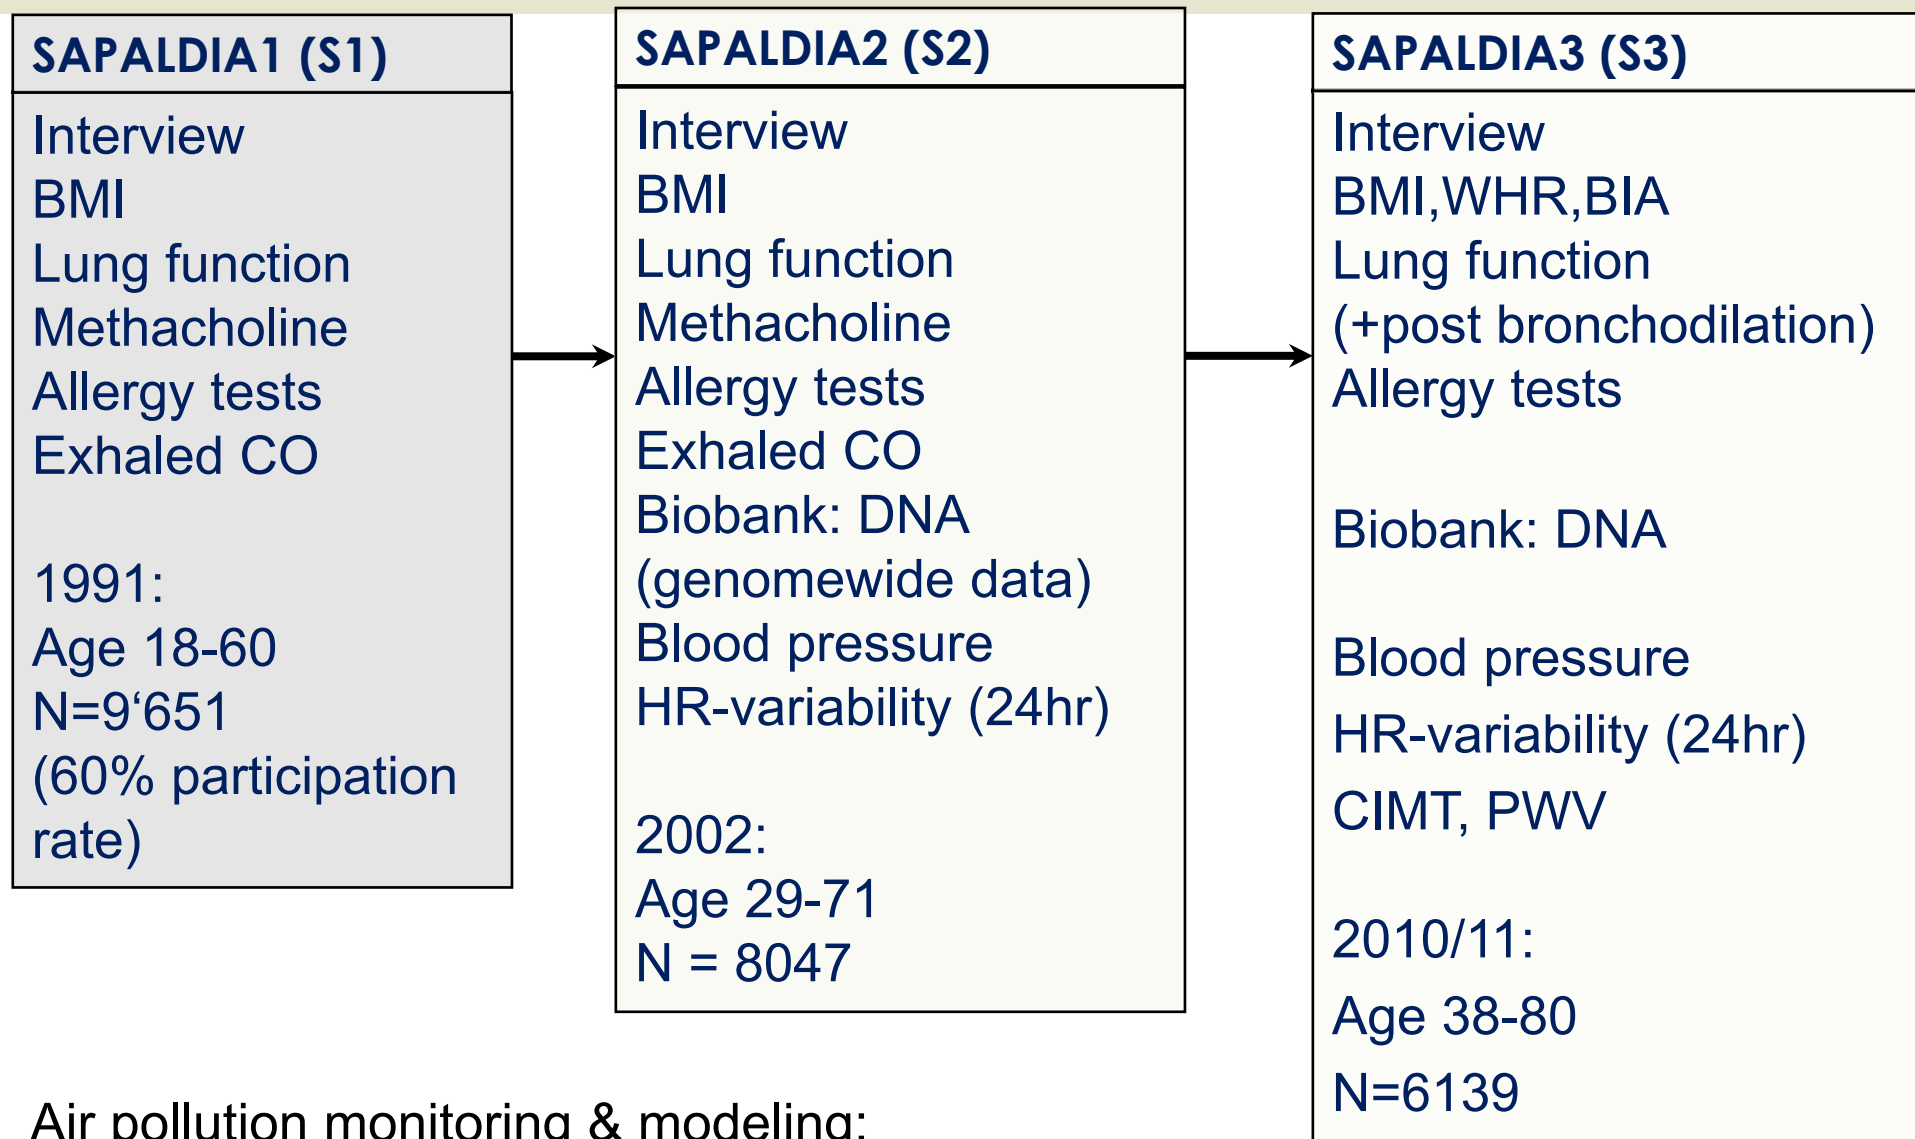 SAPALDIA1 (S1)
Interview
BMI
Lung function
Methacholine
Allergy tests
Exhaled CO
1991:
Age 18-60
N=9‘651
(60% participation
rate)
SAPALDIA2 (S2)
Interview
BMI
Lung function
Methacholine
Allergy tests
Exhaled CO
Biobank: DNA
(genomewide data)
Blood pressure
HR-variability (24hr)
2002:
Age 29-71
N = 8047
SAPALDIA3 (S3)
Interview
BMI,WHR,BIA
Lung function
(+post bronchodilation)
Allergy tests
Biobank: DNA
Blood pressure
HR-variability (24hr)
CIMT, PWV
2010/11:
Age 38-80
N=6139
Air pollution monitoring & modeling: